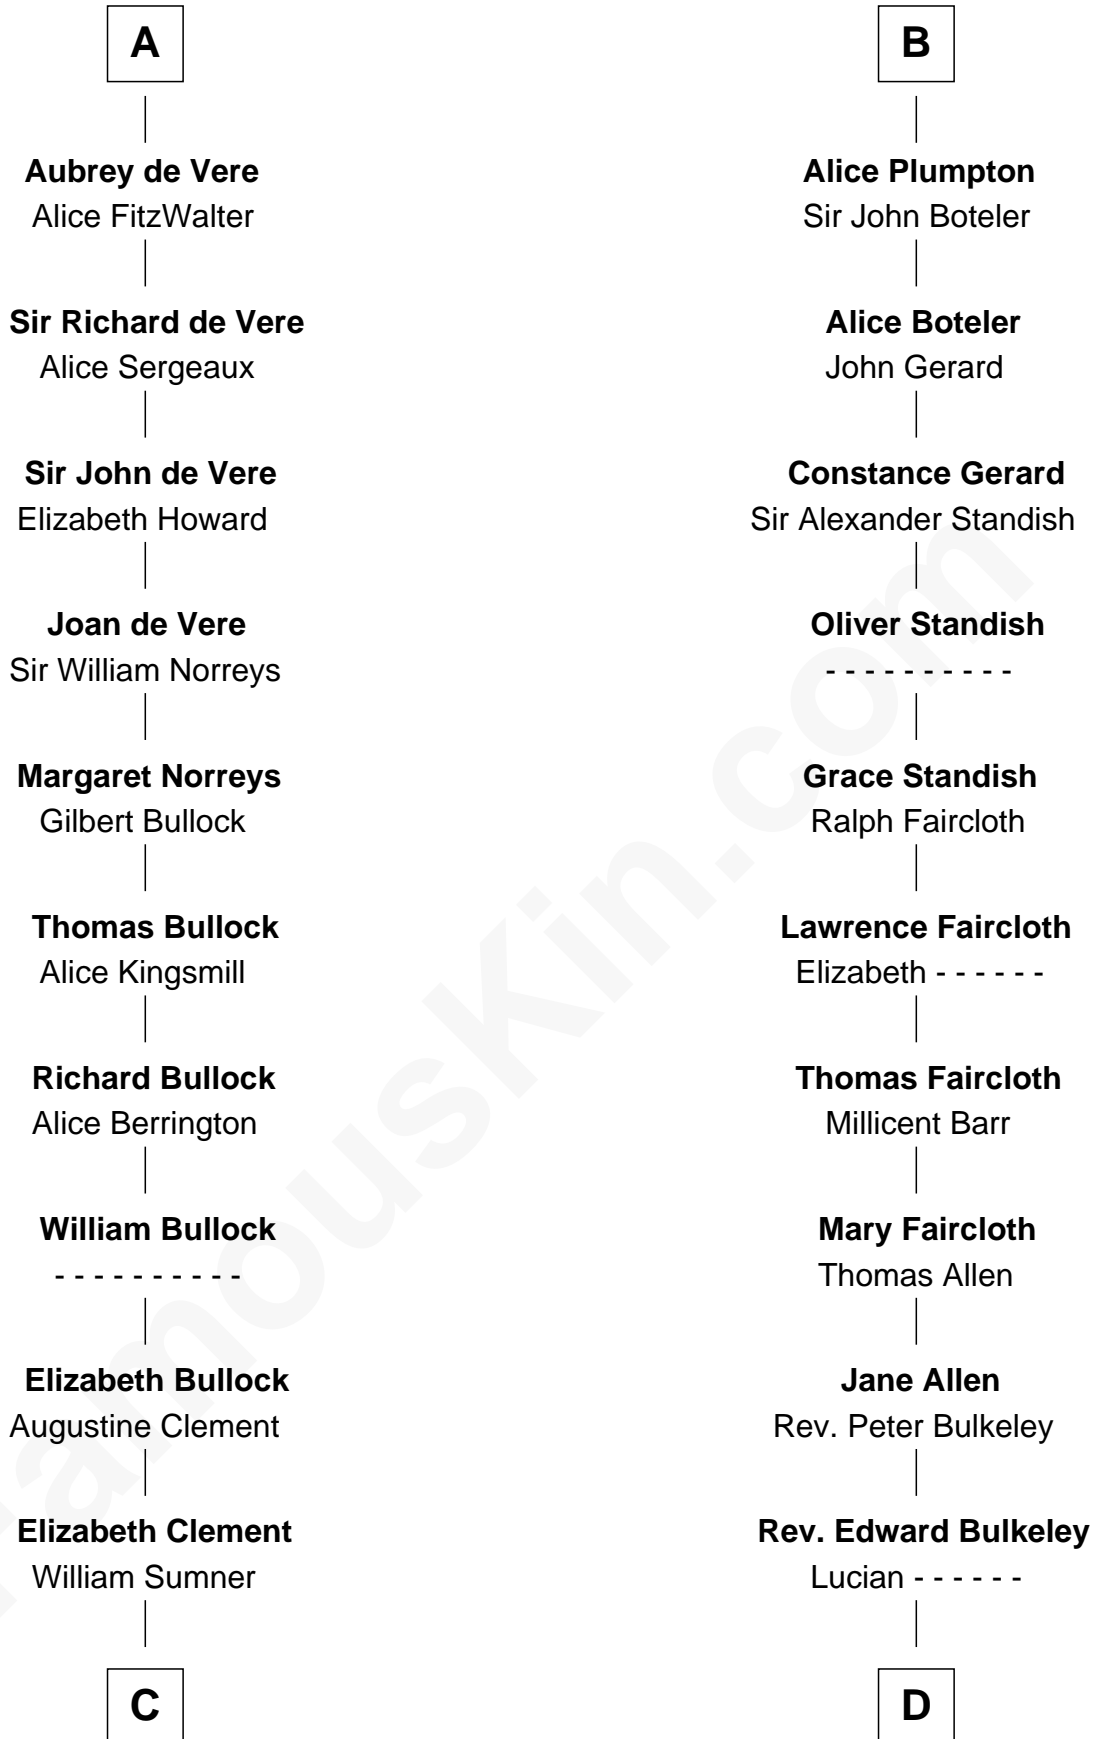 A
Aubrey de Vere
Alice FitzWalter
Sir Richard de Vere
Alice Sergeaux
Sir John de Vere
Elizabeth Howard
Joan de Vere
Sir William Norreys
Margaret Norreys
Gilbert Bullock
Thomas Bullock
Alice Kingsmill
Richard Bullock
Alice Berrington
William Bullock
- - - - - - - - - -
Elizabeth Bullock
Augustine Clement
Elizabeth Clement
William Sumner
C
B
Alice Plumpton
Sir John Boteler
Alice Boteler
John Gerard
Constance Gerard
Sir Alexander Standish
Oliver Standish
- - - - - - - - - -
Grace Standish
Ralph Faircloth
Lawrence Faircloth
Elizabeth - - - - - -
Thomas Faircloth
Millicent Barr
Mary Faircloth
Thomas Allen
Jane Allen
Rev. Peter Bulkeley
Rev. Edward Bulkeley
Lucian - - - - - -
D
FamousKin.com